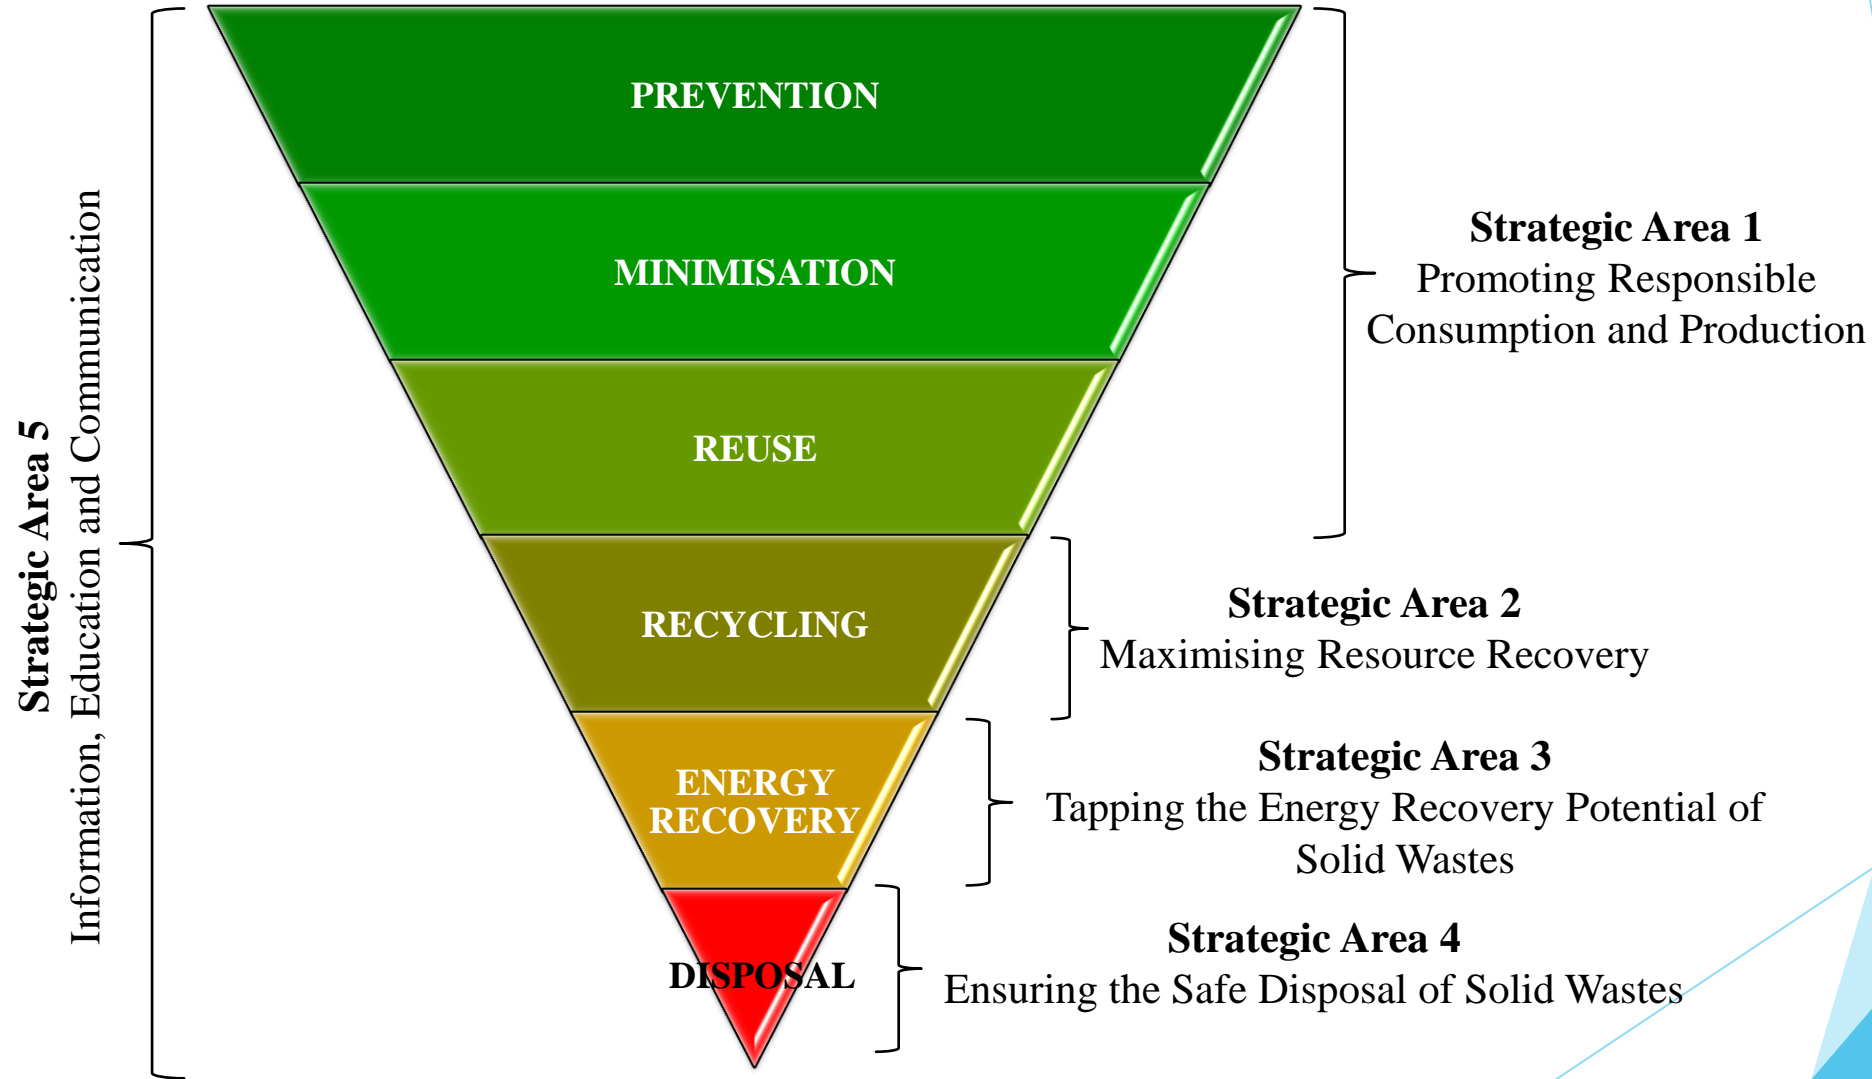 PREVENTION
MINIMISATION
REUSE
RECYCLING
ENERGY
RECOVERY
DISPOSAL
Strategic Area 1
Promoting Responsible
Consumption and Production
Strategic Area 2
Maximising Resource Recovery
Strategic Area 3
Tapping the Energy Recovery Potential of
Solid Wastes
Strategic Area 4
Ensuring the Safe Disposal of Solid Wastes
Strategic Area 5
Information, Education and Communication